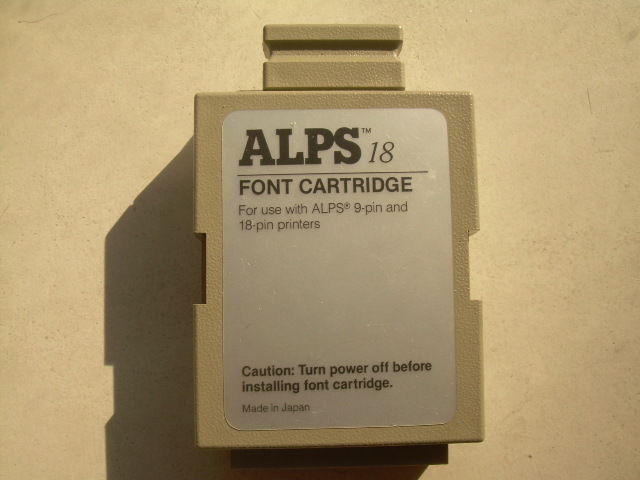 ALPS™ 18
FONT CARTRIDGE
For use with ALPS® 9-pin and
18-pin printers
Caution: Turn power off before
installing font cartridge.
Made in Japan